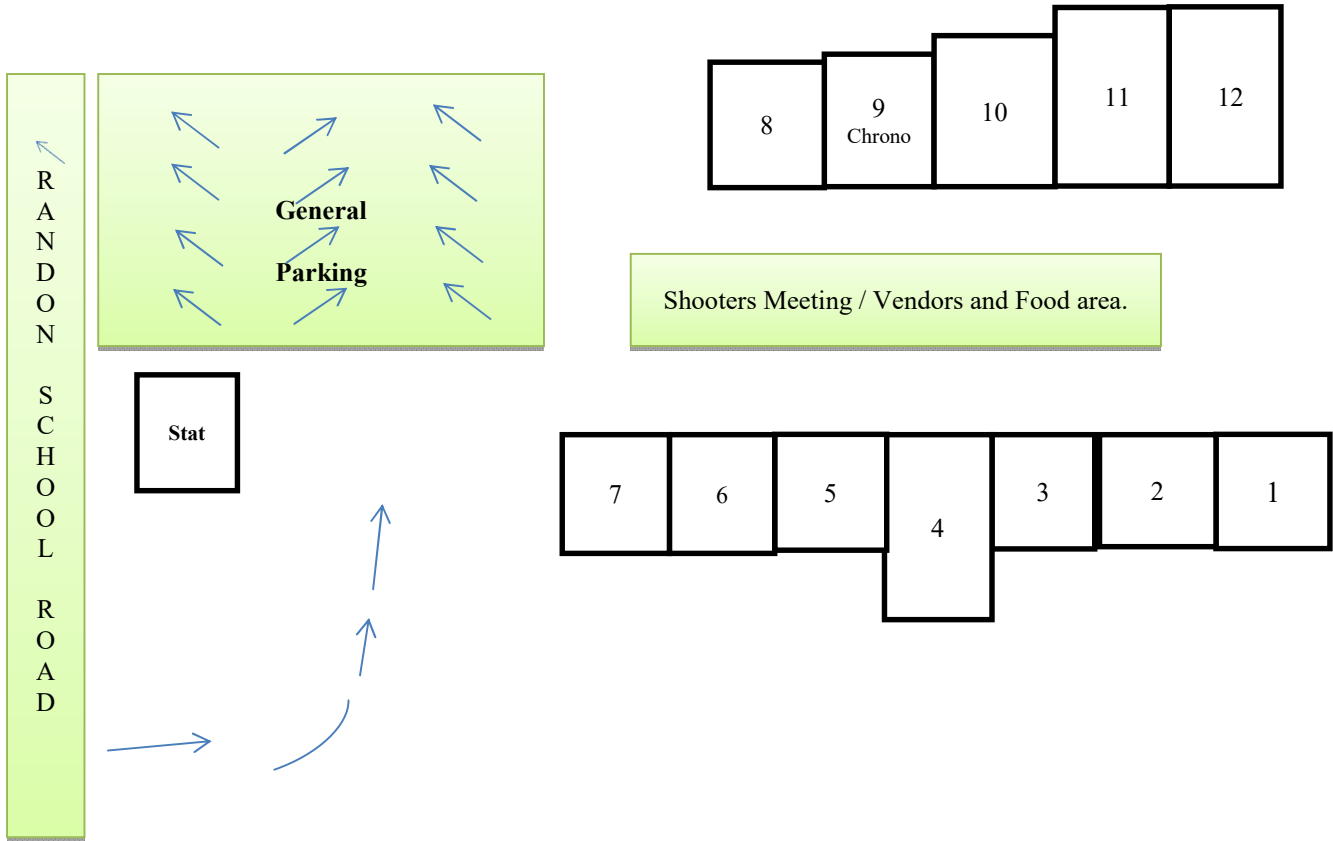 RANDON SCHOOL ROAD
General
Parking
Stat
8
9
Chrono
10
11
12
Shooters Meeting / Vendors and Food area.
7
6
5
4
3
2
1